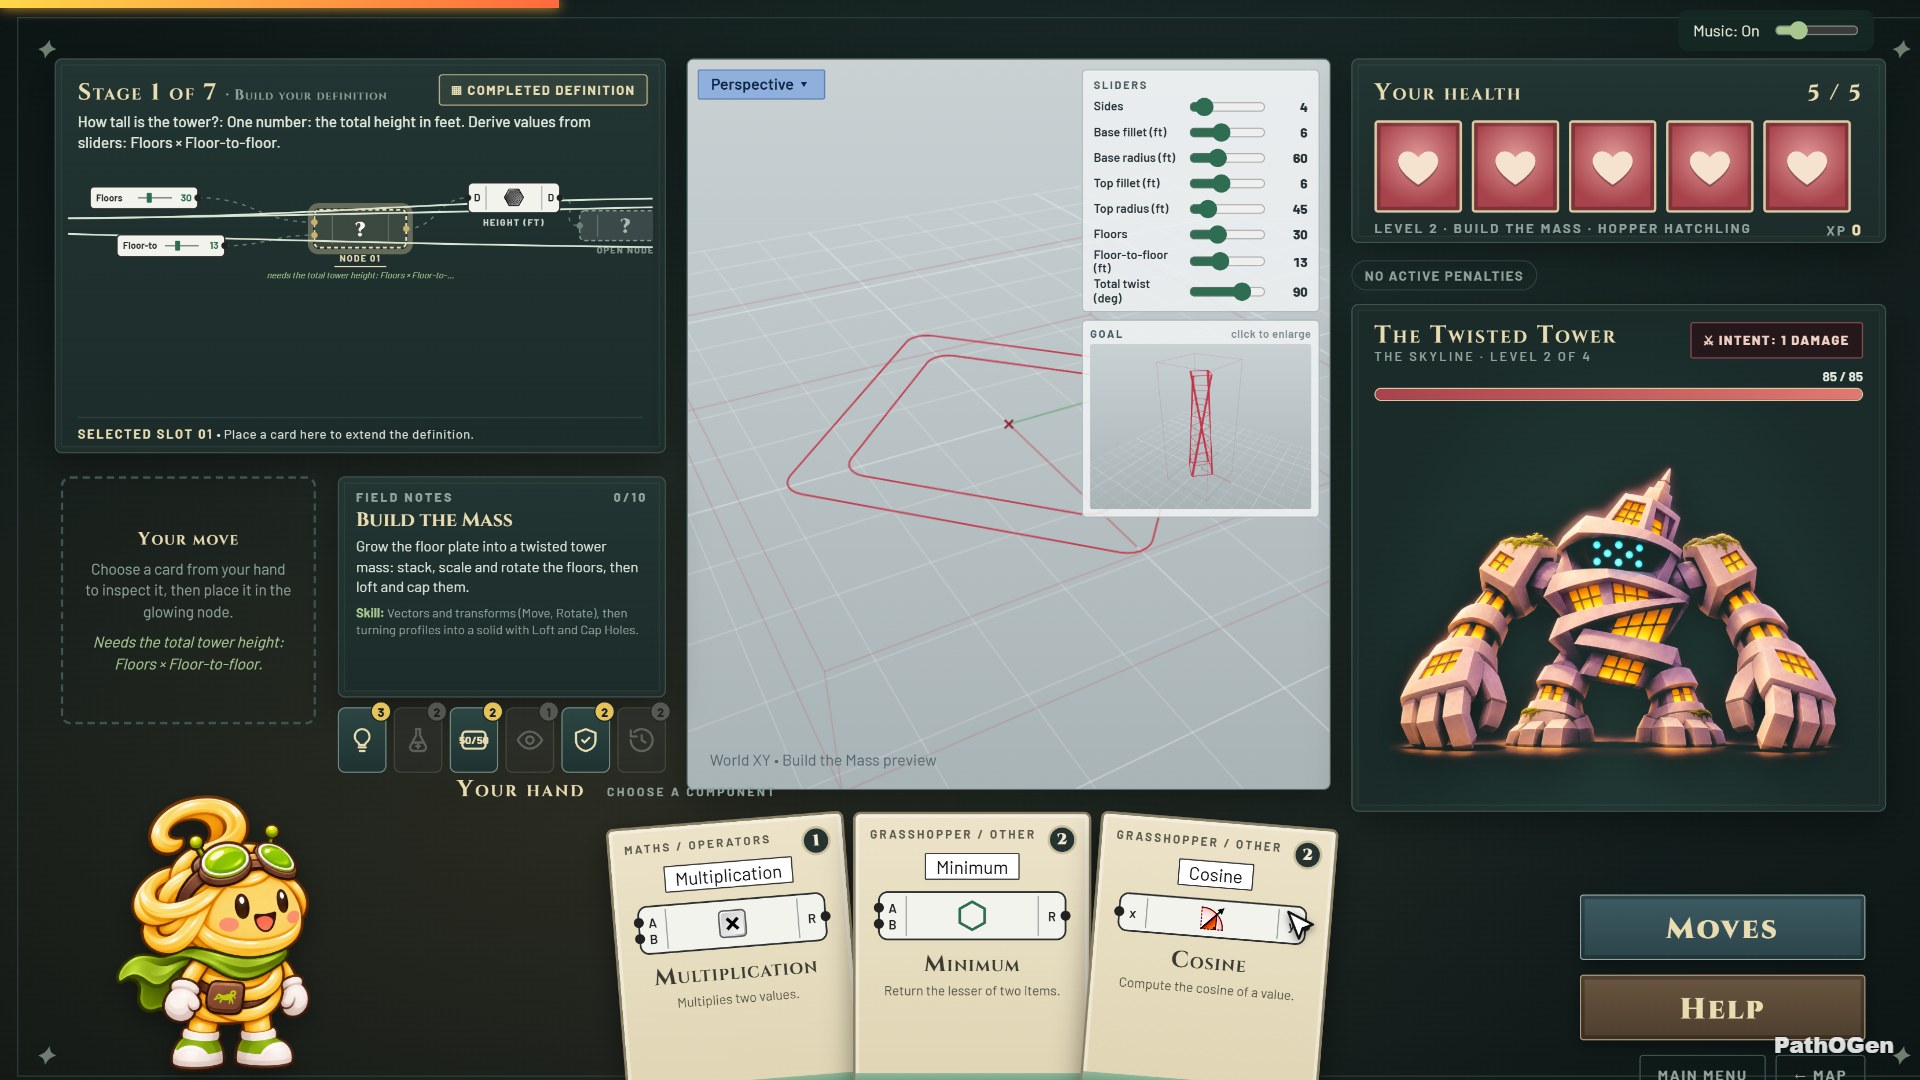 Music: On
STAGE 1 OF 7 · BUILD YOUR DEFINITION
COMPLETED DEFINITION
How tall is the tower?: One number: the total height in feet. Derive values from
sliders: Floors × Floor-to-floor.
Floors 30
Floor-to 13
?
NODE 01
needs the total tower height: Floors × Floor-to-...
D D
HEIGHT (FT)
?
OPEN NODE
SELECTED SLOT 01 • Place a card here to extend the definition.
YOUR MOVE
Choose a card from your hand
to inspect it, then place it in the
glowing node.
Needs the total tower height:
Floors × Floor-to-floor.
FIELD NOTES 0/10
BUILD THE MASS
Grow the floor plate into a twisted tower
mass: stack, scale and rotate the floors, then
loft and cap them.
Skill: Vectors and transforms (Move, Rotate), then
turning profiles into a solid with Loft and Cap Holes.
3 2 2 1 2 2
50/50
Perspective ▾
SLIDERS
Sides 4
Base fillet (ft) 6
Base radius (ft) 60
Top fillet (ft) 6
Top radius (ft) 45
Floors 30
Floor-to-floor
(ft) 13
Total twist
(deg) 90
GOAL click to enlarge
World XY • Build the Mass preview
YOUR HEALTH 5 / 5
LEVEL 2 · BUILD THE MASS · HOPPER HATCHLING XP 0
NO ACTIVE PENALTIES
THE TWISTED TOWER
THE SKYLINE · LEVEL 2 OF 4
INTENT: 1 DAMAGE
85 / 85
YOUR HAND CHOOSE A COMPONENT
MATHS / OPERATORS 1
Multiplication
A
B
R
MULTIPLICATION
Multiplies two values.
GRASSHOPPER / OTHER 2
Minimum
A
B
R
MINIMUM
Return the lesser of two items.
GRASSHOPPER / OTHER 2
Cosine
x
COSINE
Compute the cosine of a value.
MOVES
HELP
PathOGen
MAIN MENU
← MAP